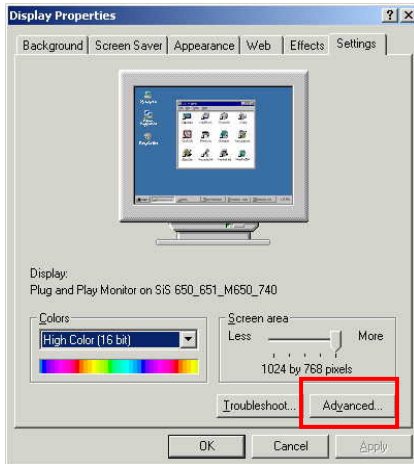 Display Properties
Background Screen Saver Appearance Web Effects Settings
Display:
Plug and Play Monitor on SiS 650_651_M650_740
Colors
High Color (16 bit)
Screen area
Less More
1024 by 768 pixels
Troubleshoot... Advanced...
OK Cancel Apply